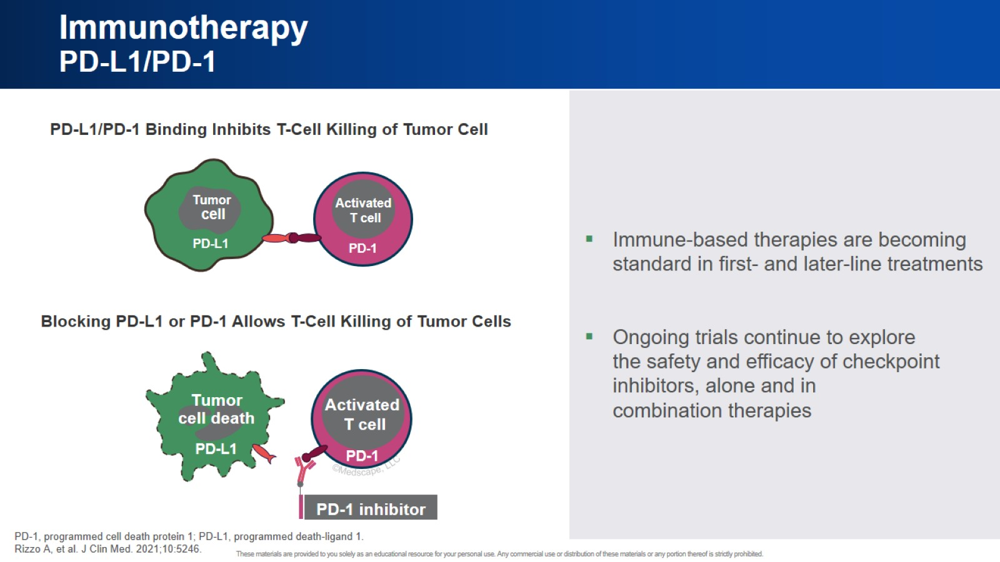 Immunotherapy
PD-L1/PD-1
PD-L1/PD-1 Binding Inhibits T-Cell Killing of Tumor Cell
Tumor
cell
PD-L1
Activated
T cell
PD-1
Blocking PD-L1 or PD-1 Allows T-Cell Killing of Tumor Cells
Tumor
cell death
PD-L1
Activated
T cell
PD-1
©Medscape, LLC
PD-1 inhibitor
▪ Immune-based therapies are becoming
standard in first- and later-line treatments
▪ Ongoing trials continue to explore
the safety and efficacy of checkpoint
inhibitors, alone and in
combination therapies
PD-1, programmed cell death protein 1; PD-L1, programmed death-ligand 1.
Rizzo A, et al. J Clin Med. 2021;10:5246.
These materials are provided to you solely as an educational resource for your personal use. Any commercial use or distribution of these materials or any portion thereof is strictly prohibited.